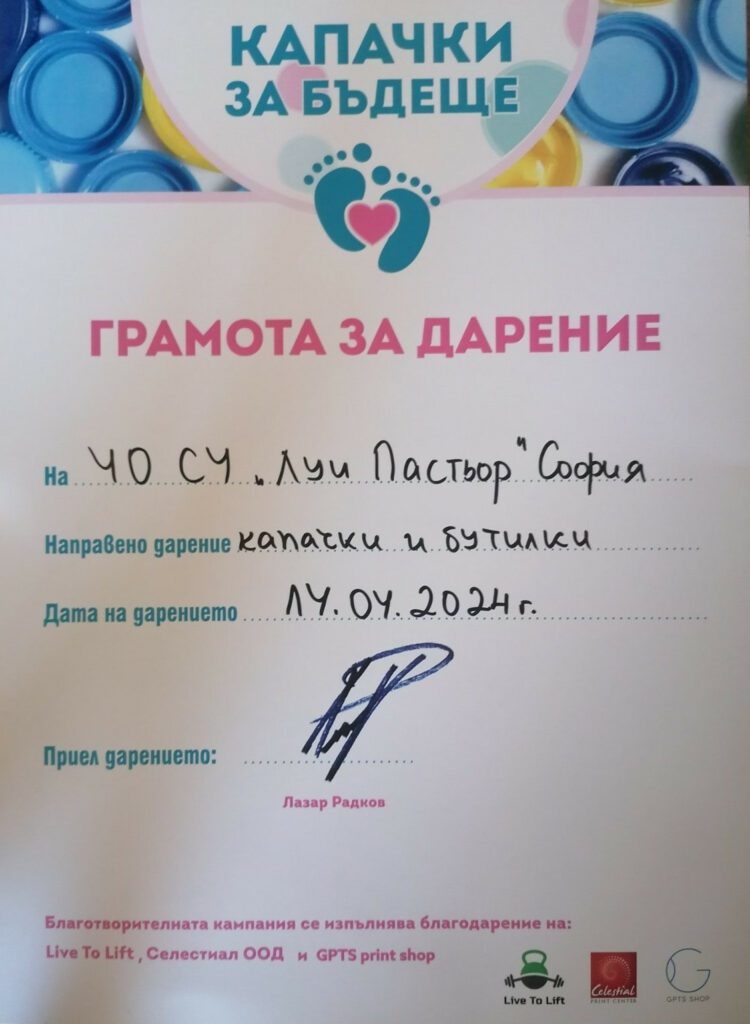 КАПАЧКИ
ЗА БЪДЕЩЕ
ГРАМОТА ЗА ДАРЕНИЕ
На ЧО СУ „Луи Пастьор" София
Направено дарение капачки и бутилки
Дата на дарението 14.04.2024г.
Приел дарението:
Лазар Радков
Благотворителната кампания се изпълнява благодарение на:
Live To Lift , Селестиал ООД и GPTS print shop
Live To Lift
Celestial
PRINT CENTER
GPTS SHOP